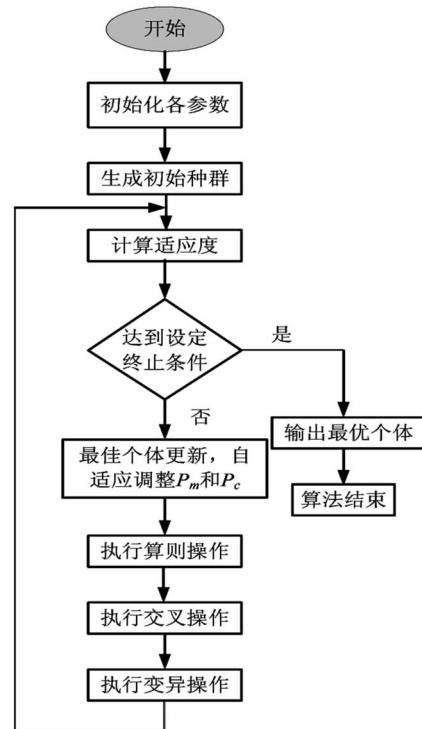 开始
初始化各参数
生成初始种群
计算适应度
达到设定
终止条件
是
否
输出最优个体
最佳个体更新，自
适应调整Pm和Pc
算法结束
执行算则操作
执行交叉操作
执行变异操作